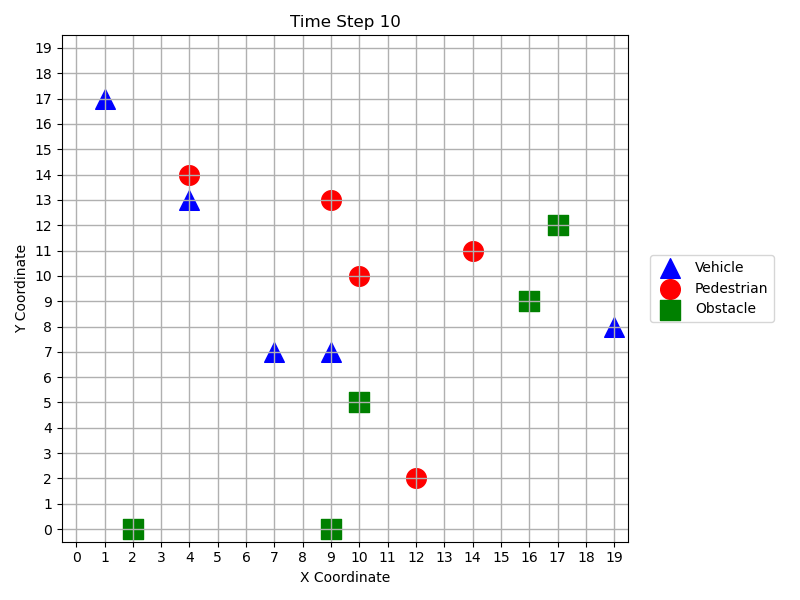 Time Step 10
19
18
17
16
15
14
13
12
11
10
9
8
7
6
5
4
3
2
1
0
Y Coordinate
0 1 2 3 4 5 6 7 8 9 10 11 12 13 14 15 16 17 18 19
X Coordinate
Vehicle
Pedestrian
Obstacle